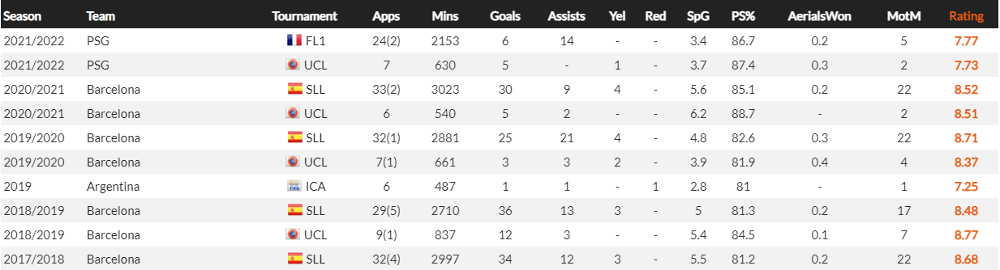 Season Team Tournament Apps Mins Goals Assists Yel Red SpG PS% AerialsWon MotM Rating
2021/2022 PSG FL1 24(2) 2153 6 14 - - 3.4 86.7 0.2 5 7.77
2021/2022 PSG UCL 7 630 5 - 1 - 3.7 87.4 0.3 2 7.73
2020/2021 Barcelona SLL 33(2) 3023 30 9 4 - 5.6 85.1 0.2 22 8.52
2020/2021 Barcelona UCL 6 540 5 2 - - 6.2 88.7 - 2 8.51
2019/2020 Barcelona SLL 32(1) 2881 25 21 4 - 4.8 82.6 0.3 22 8.71
2019/2020 Barcelona UCL 7(1) 661 3 3 2 - 3.9 81.9 0.4 4 8.37
2019 Argentina ICA 6 487 1 1 - 1 2.8 81 - 1 7.25
2018/2019 Barcelona SLL 29(5) 2710 36 13 3 - 5 81.3 0.2 17 8.48
2018/2019 Barcelona UCL 9(1) 837 12 3 - - 5.4 84.5 0.1 7 8.77
2017/2018 Barcelona SLL 32(4) 2997 34 12 3 - 5.5 81.2 0.2 22 8.68